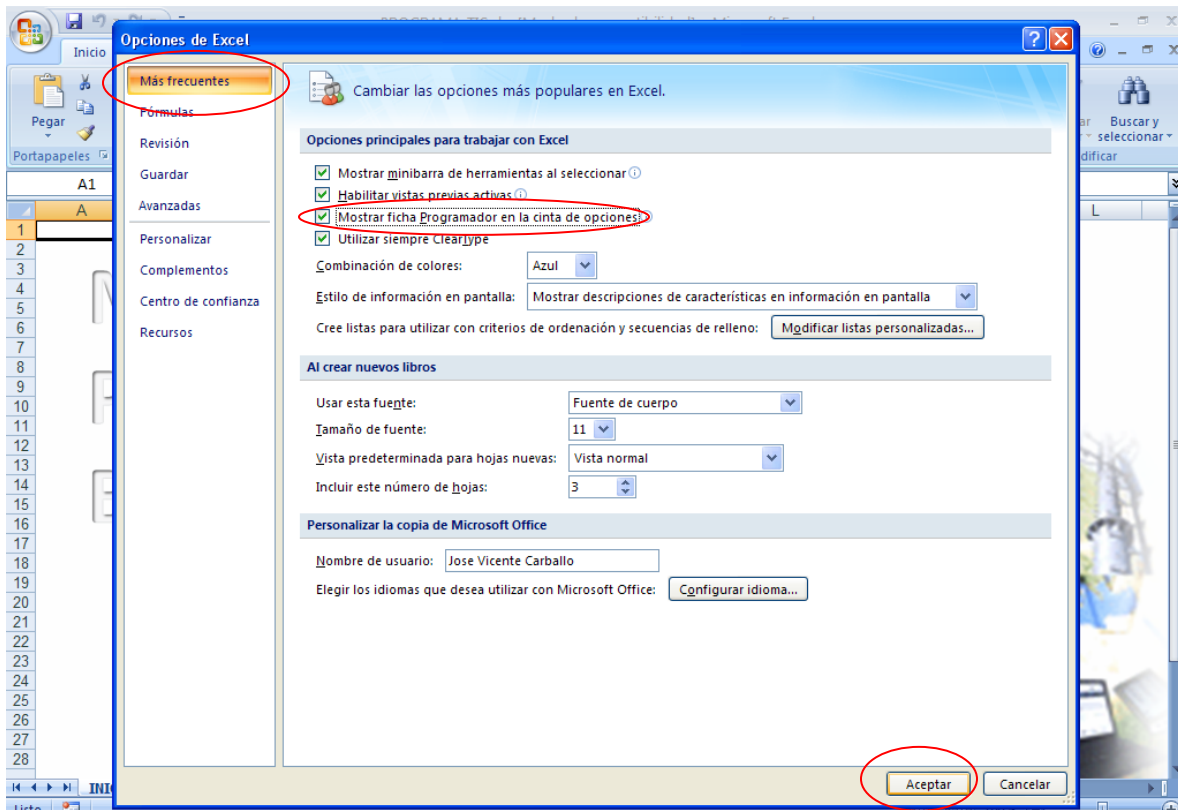 Opciones de Excel
Inicio
Pegar
Portapapeles
Buscar y
seleccionar
A1
A
L
1
2
3
4
5
6
7
8
9
10
11
12
13
14
15
16
17
18
19
20
21
22
23
24
25
26
27
28
Más frecuentes
Fórmulas
Revisión
Guardar
Avanzadas
Personalizar
Complementos
Centro de confianza
Recursos
Cambiar las opciones más populares en Excel.
Opciones principales para trabajar con Excel
Mostrar minibarra de herramientas al seleccionar
Habilitar vistas previas activas
Mostrar ficha Programador en la cinta de opciones
Utilizar siempre ClearType
Combinación de colores: Azul
Estilo de información en pantalla: Mostrar descripciones de características en información en pantalla
Cree listas para utilizar con criterios de ordenación y secuencias de relleno: Modificar listas personalizadas...
Al crear nuevos libros
Usar esta fuente: Fuente de cuerpo
Tamaño de fuente: 11
Vista predeterminada para hojas nuevas: Vista normal
Incluir este número de hojas: 3
Personalizar la copia de Microsoft Office
Nombre de usuario: Jose Vicente Carballo
Elegir los idiomas que desea utilizar con Microsoft Office: Configurar idioma...
Aceptar Cancelar